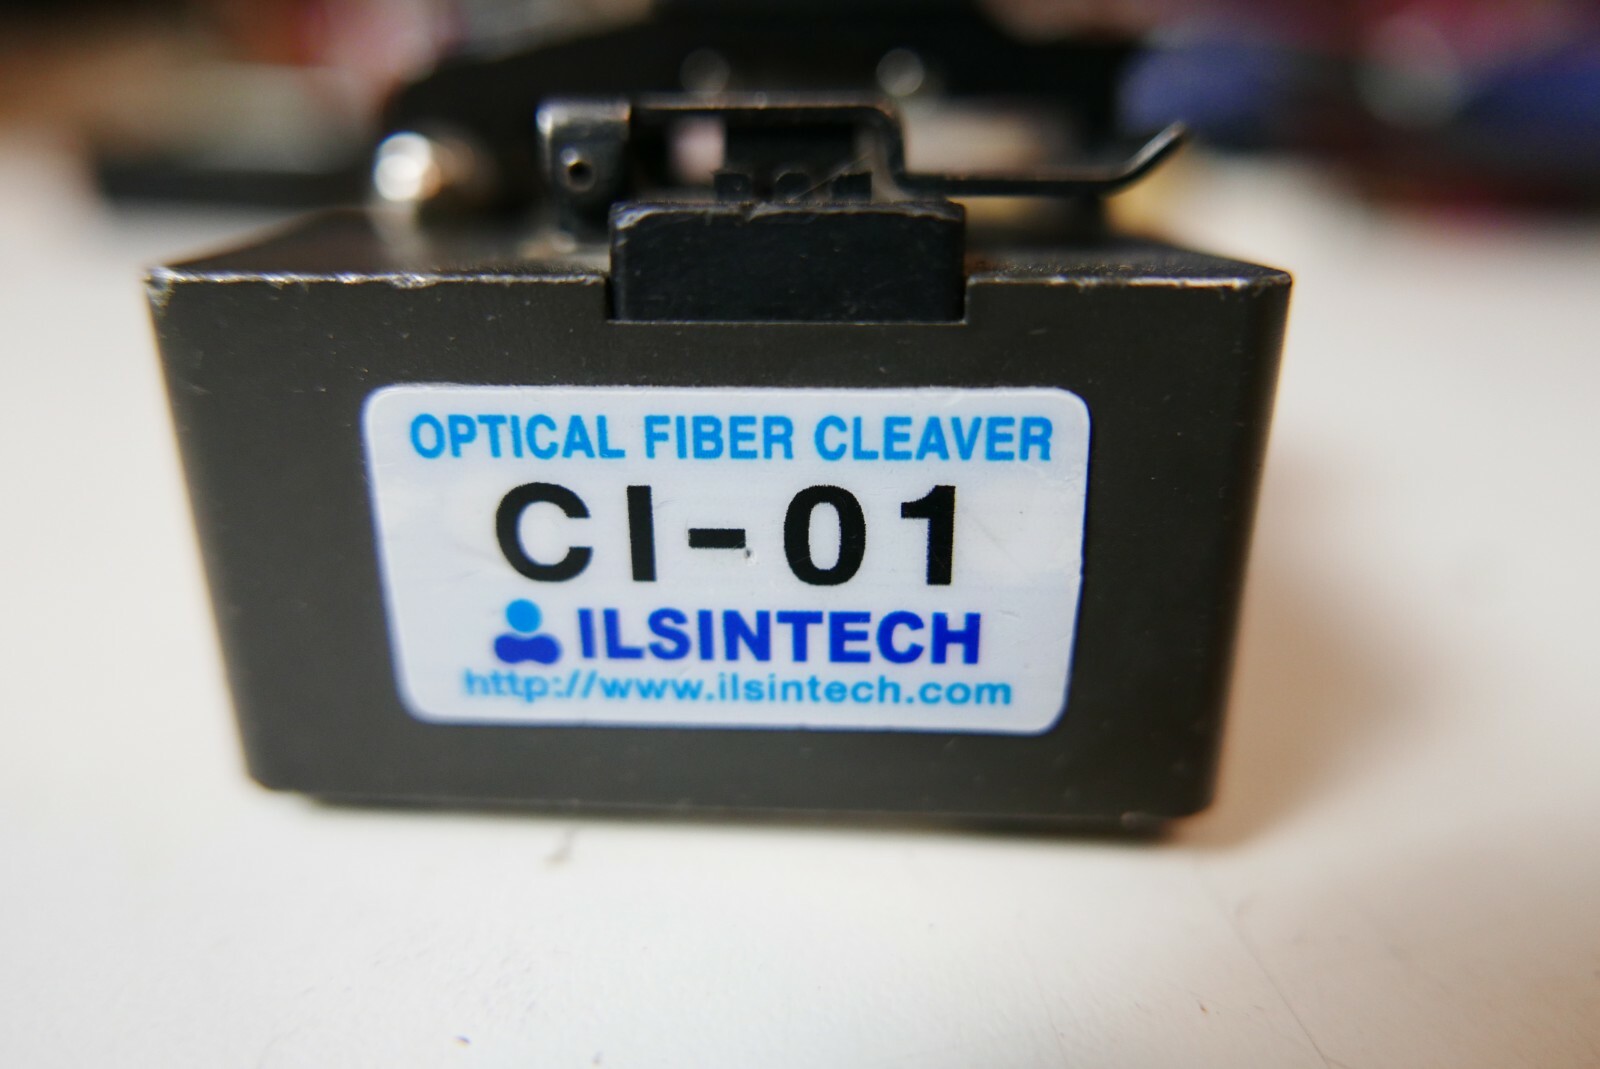 OPTICAL FIBER CLEAVER
CI-01
ILSINTECH
http://www.ilsintech.com